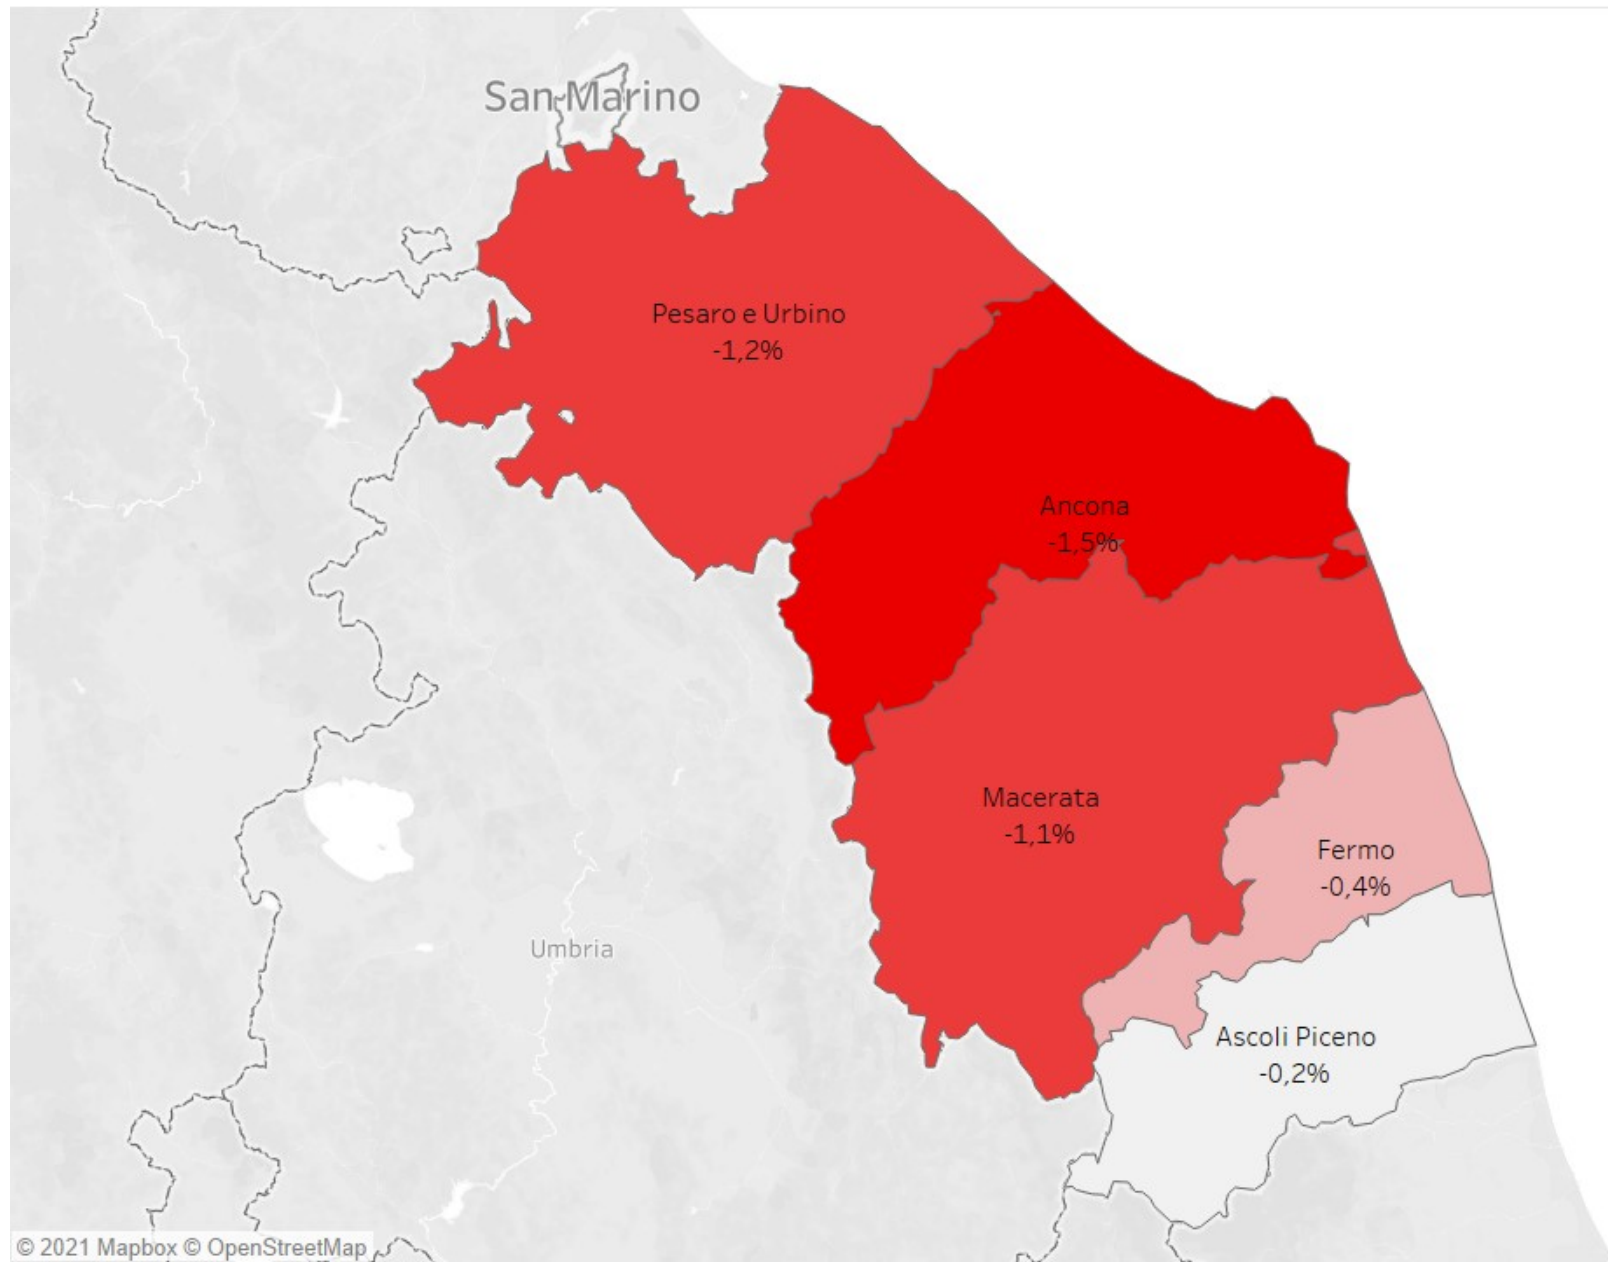 San Marino
Pesaro e Urbino
-1,2%
Ancona
-1,5%
Macerata
-1,1%
Fermo
-0,4%
Umbria
Ascoli Piceno
-0,2%
© 2021 Mapbox © OpenStreetMap